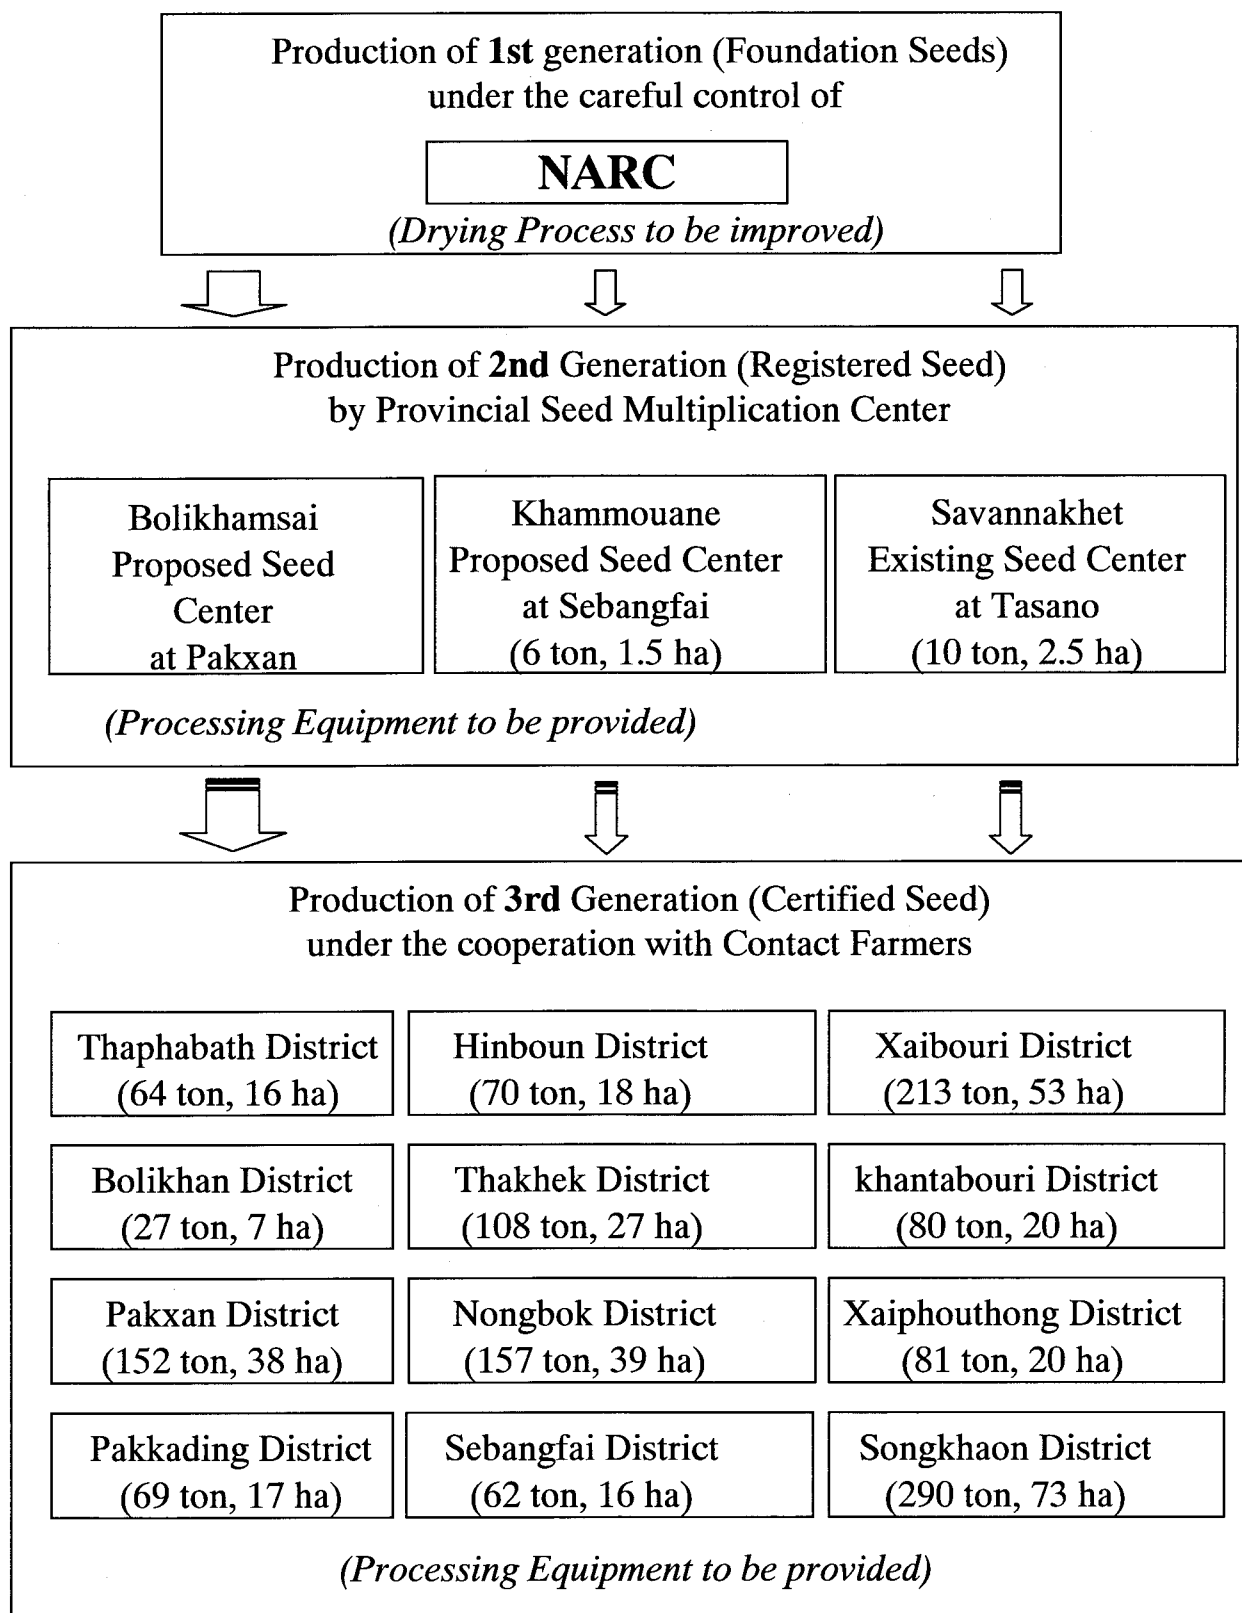 Production of 1st generation (Foundation Seeds)
under the careful control of
NARC
(Drying Process to be improved)
Production of 2nd Generation (Registered Seed)
by Provincial Seed Multiplication Center
Bolikhamsai
Proposed Seed
Center
at Pakxan
Khammouane
Proposed Seed Center
at Sebangfai
(6 ton, 1.5 ha)
Savannakhet
Existing Seed Center
at Tasano
(10 ton, 2.5 ha)
(Processing Equipment to be provided)
Production of 3rd Generation (Certified Seed)
under the cooperation with Contact Farmers
Thaphabath District
(64 ton, 16 ha)
Hinboun District
(70 ton, 18 ha)
Xaibouri District
(213 ton, 53 ha)
Bolikhan District
(27 ton, 7 ha)
Thakhek District
(108 ton, 27 ha)
khantabouri District
(80 ton, 20 ha)
Pakxan District
(152 ton, 38 ha)
Nongbok District
(157 ton, 39 ha)
Xaiphouthong District
(81 ton, 20 ha)
Pakkading District
(69 ton, 17 ha)
Sebangfai District
(62 ton, 16 ha)
Songkhaon District
(290 ton, 73 ha)
(Processing Equipment to be provided)